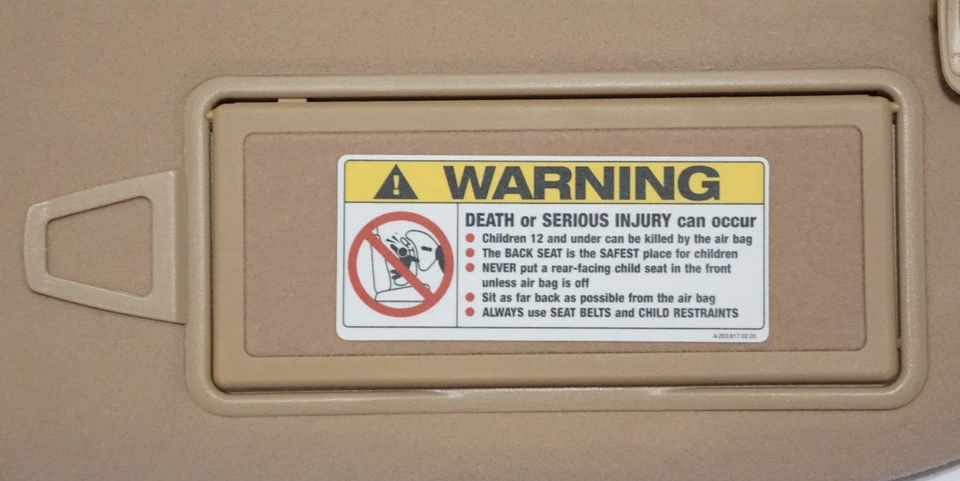 WARNING
DEATH or SERIOUS INJURY can occur
Children 12 and under can be killed by the air bag
The BACK SEAT is the SAFEST place for children
NEVER put a rear-facing child seat in the front
unless air bag is off
Sit as far back as possible from the air bag
ALWAYS use SEAT BELTS and CHILD RESTRAINTS